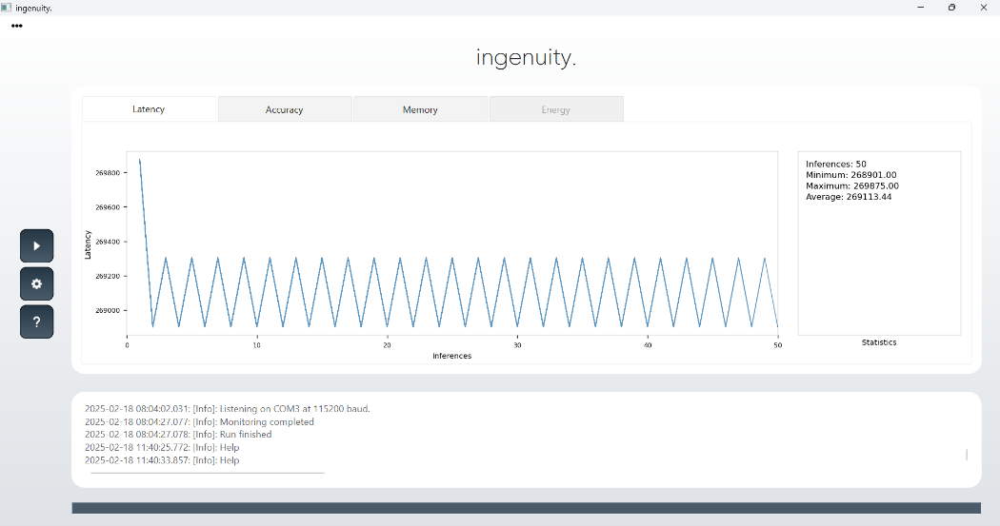 ingenuity.
•••
ingenuity.
Latency
Accuracy
Memory
Energy
269800
269600
269400
269200
269000
Latency
0
10
20
30
40
50
Inferences
Inferences: 50
Minimum: 268901.00
Maximum: 269875.00
Average: 269113.44
Statistics
?
2025-02-18 08:04:02.031: [Info]: Listening on COM3 at 115200 baud.
2025-02-18 08:04:27.077: [Info]: Monitoring completed
2025-02-18 08:04:27.078: [Info]: Run finished
2025-02-18 11:40:25.772: [Info]: Help
2025-02-18 11:40:33.857: [Info]: Help